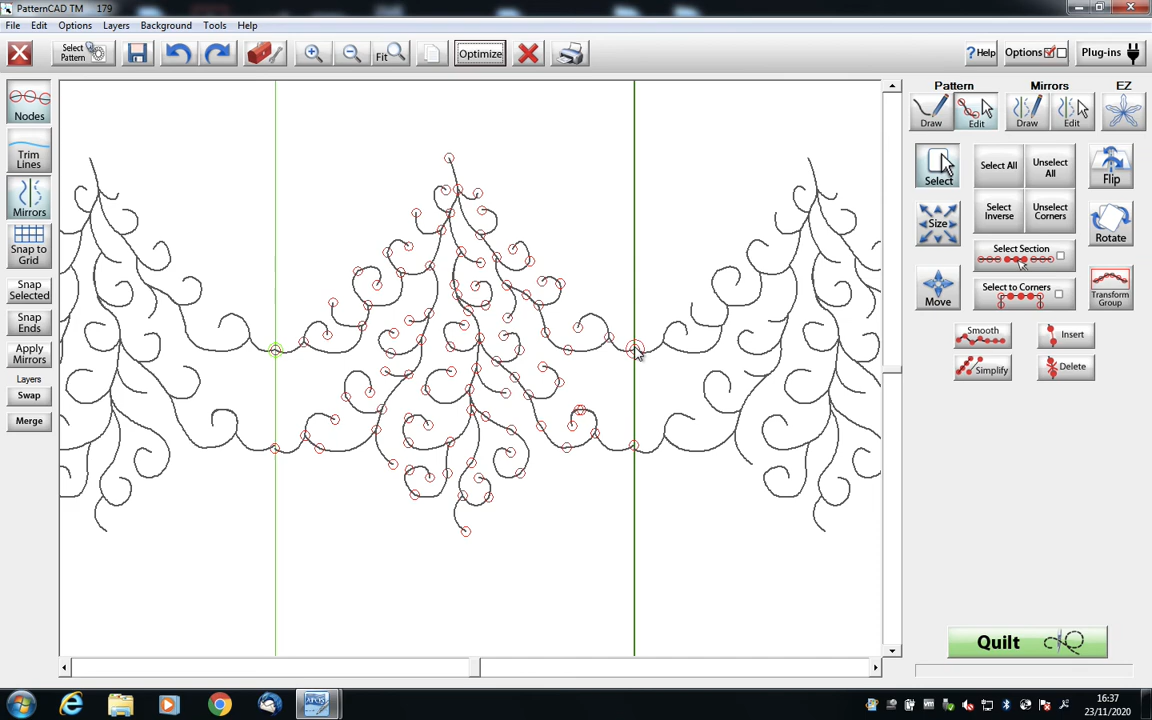 PatternCAD TM 179
File Edit Options Layers Background Tools Help
Select Pattern
Fit
Optimize
Help
Options
Plug-ins
Nodes
Trim Lines
Mirrors
Snap to Grid
Snap Selected
Snap Ends
Apply Mirrors
Layers
Swap
Merge
Pattern Mirrors EZ
Draw Edit Draw Edit
Select
Select All
Unselect All
Flip
Size
Select Inverse
Unselect Corners
Rotate
Select Section
Move
Select to Corners
Transform Group
Smooth
Insert
Simplify
Delete
Quilt
16:37
23/11/2020